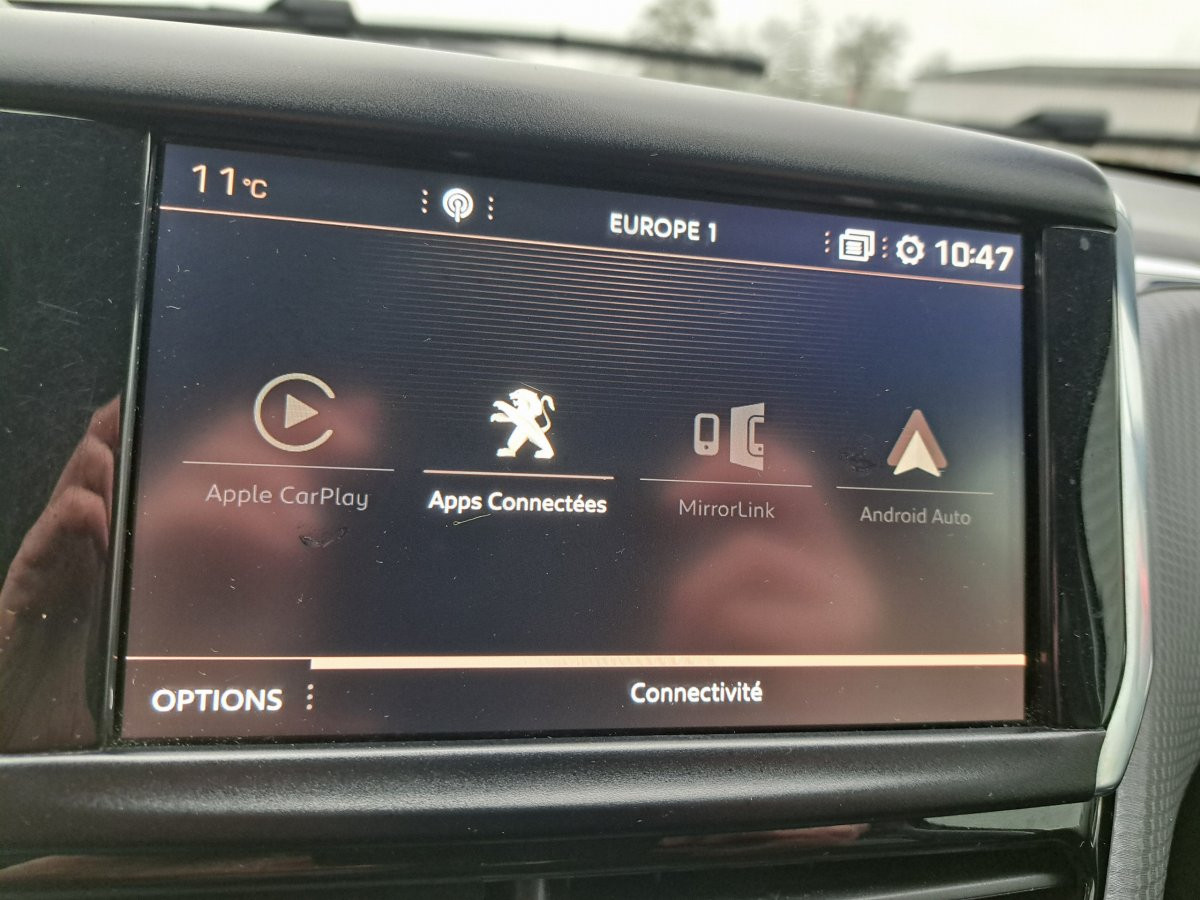 11°C
EUROPE 1
10:47
Apple CarPlay
Apps Connectées
MirrorLink
Android Auto
OPTIONS
Connectivité